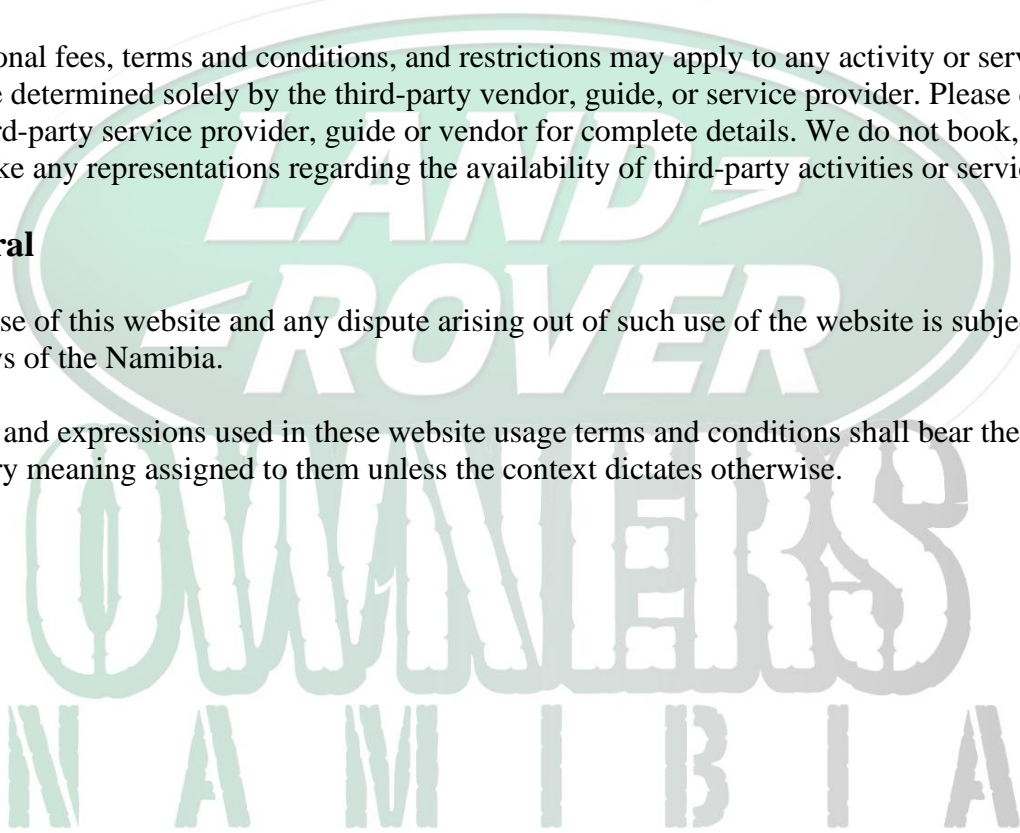 onal fees, terms and conditions, and restrictions may apply to any activity or serv
e determined solely by the third-party vendor, guide, or service provider. Please
rd-party service provider, guide or vendor for complete details. We do not book,
ke any representations regarding the availability of third-party activities or servic
ral
se of this website and any dispute arising out of such use of the website is subje
vs of the Namibia.
and expressions used in these website usage terms and conditions shall bear the
ry meaning assigned to them unless the context dictates otherwise.
LAND
ROVER
OWNERS
NAMIBIA